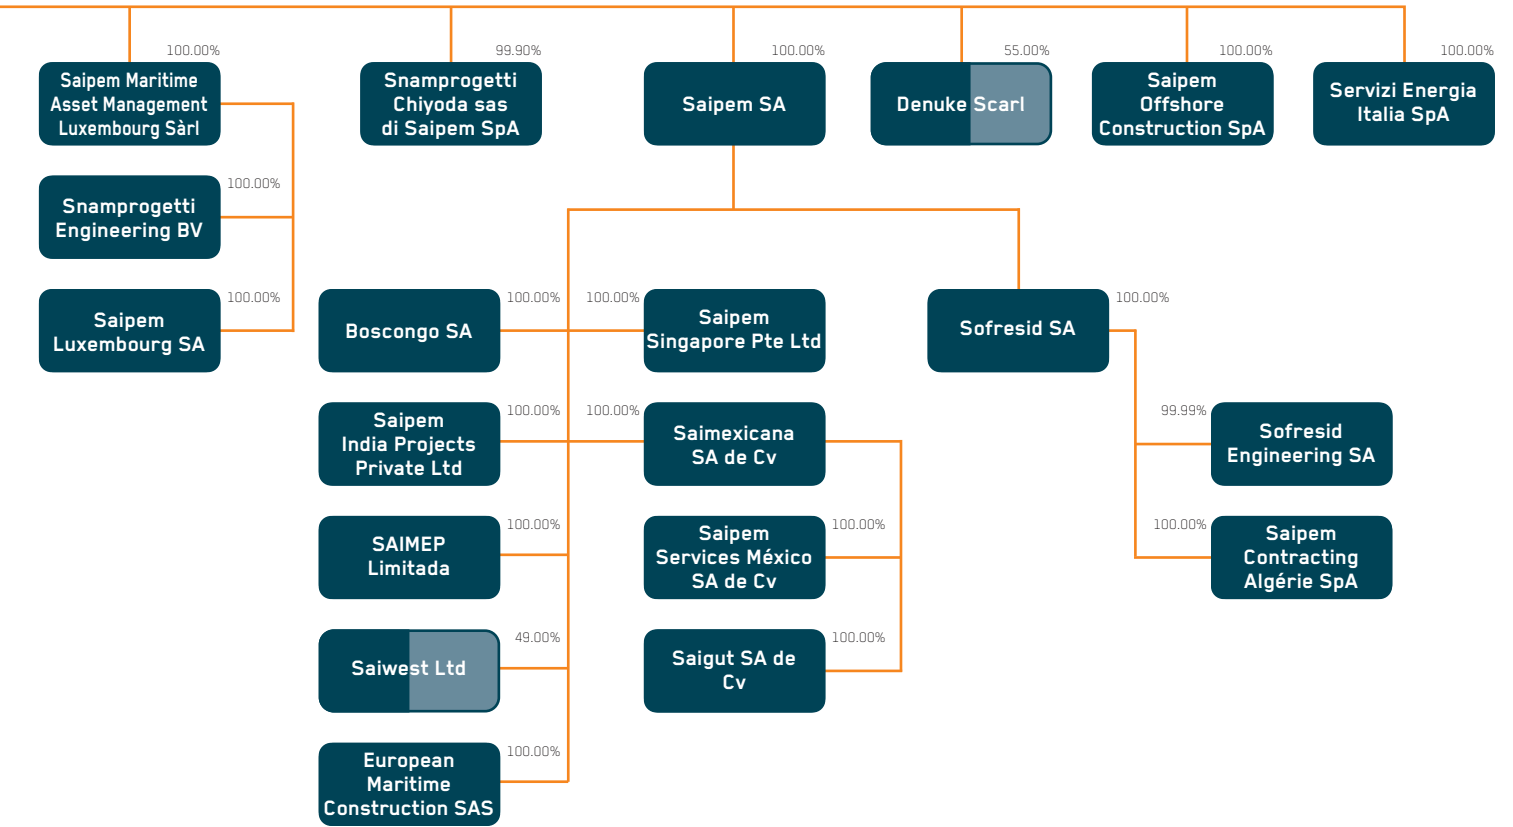 100.00%
Saipem Maritime
Asset Management
Luxembourg Sàrl
99.90%
Snamprogetti
Chiyoda sas
di Saipem SpA
100.00%
Saipem SA
55.00%
Denuke Scarl
100.00%
Saipem
Offshore
Construction SpA
100.00%
Servizi Energia
Italia SpA
100.00%
Snamprogetti
Engineering BV
100.00%
Saipem
Luxembourg SA
100.00%
Boscongo SA
100.00%
Saipem
Singapore Pte Ltd
100.00%
Sofresid SA
100.00%
Saipem
India Projects
Private Ltd
100.00%
Saimexicana
SA de Cv
99.99%
Sofresid
Engineering SA
100.00%
SAIMEP
Limitada
100.00%
Saipem
Services México
SA de Cv
100.00%
Saipem
Contracting
Algérie SpA
49.00%
Saiwest Ltd
100.00%
Saigut SA de
Cv
100.00%
European
Maritime
Construction SAS